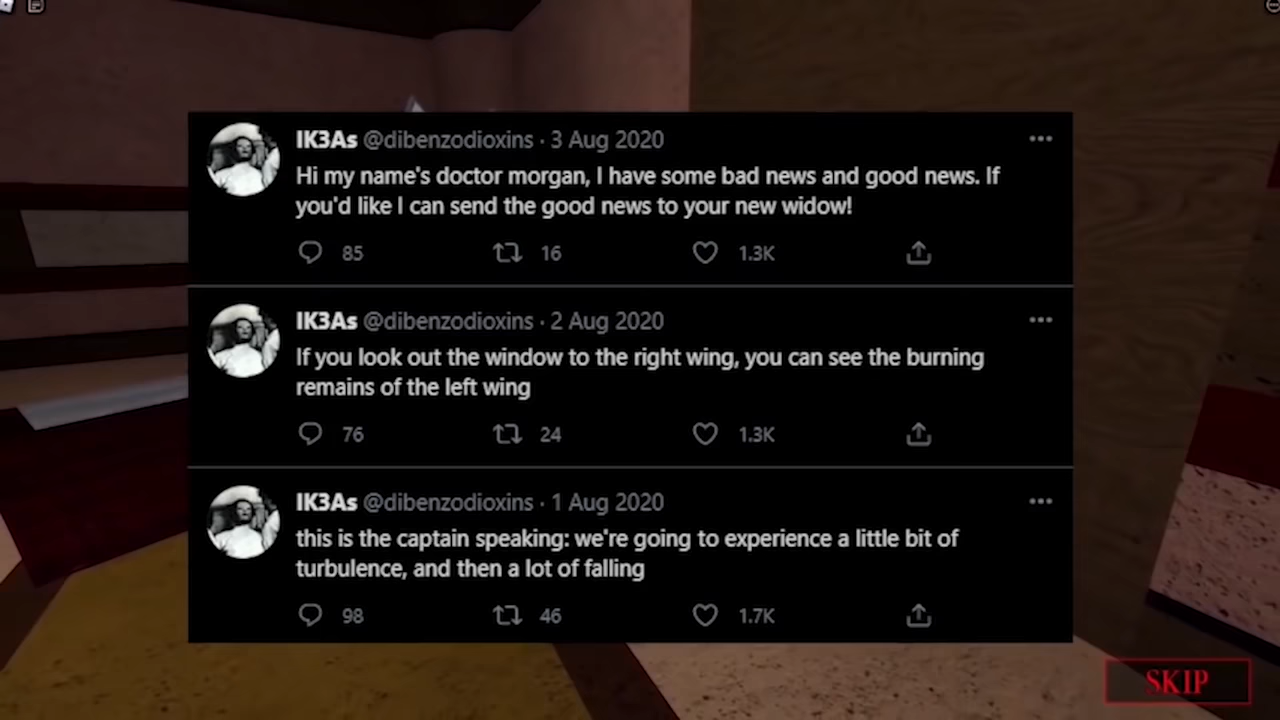 IK3As @dibenzodioxins · 3 Aug 2020
Hi my name's doctor morgan, I have some bad news and good news. If
you'd like I can send the good news to your new widow!
85 16 1.3K
IK3As @dibenzodioxins · 2 Aug 2020
If you look out the window to the right wing, you can see the burning
remains of the left wing
76 24 1.3K
IK3As @dibenzodioxins · 1 Aug 2020
this is the captain speaking: we're going to experience a little bit of
turbulence, and then a lot of falling
98 46 1.7K
SKIP